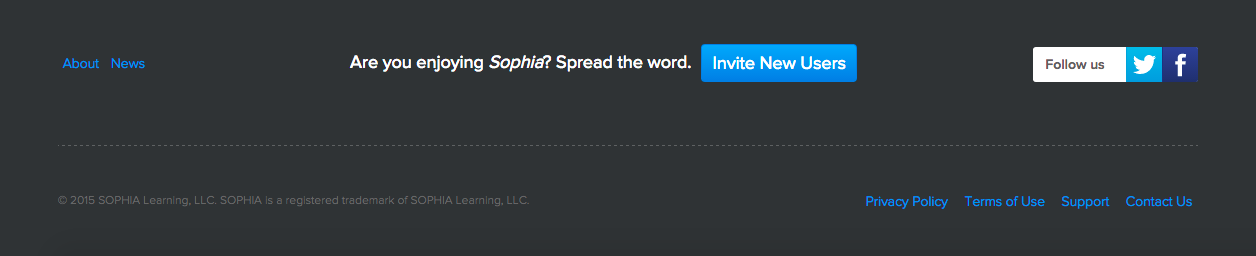 About News
Are you enjoying Sophia? Spread the word. Invite New Users
Follow us
© 2015 SOPHIA Learning, LLC. SOPHIA is a registered trademark of SOPHIA Learning, LLC.
Privacy Policy Terms of Use Support Contact Us